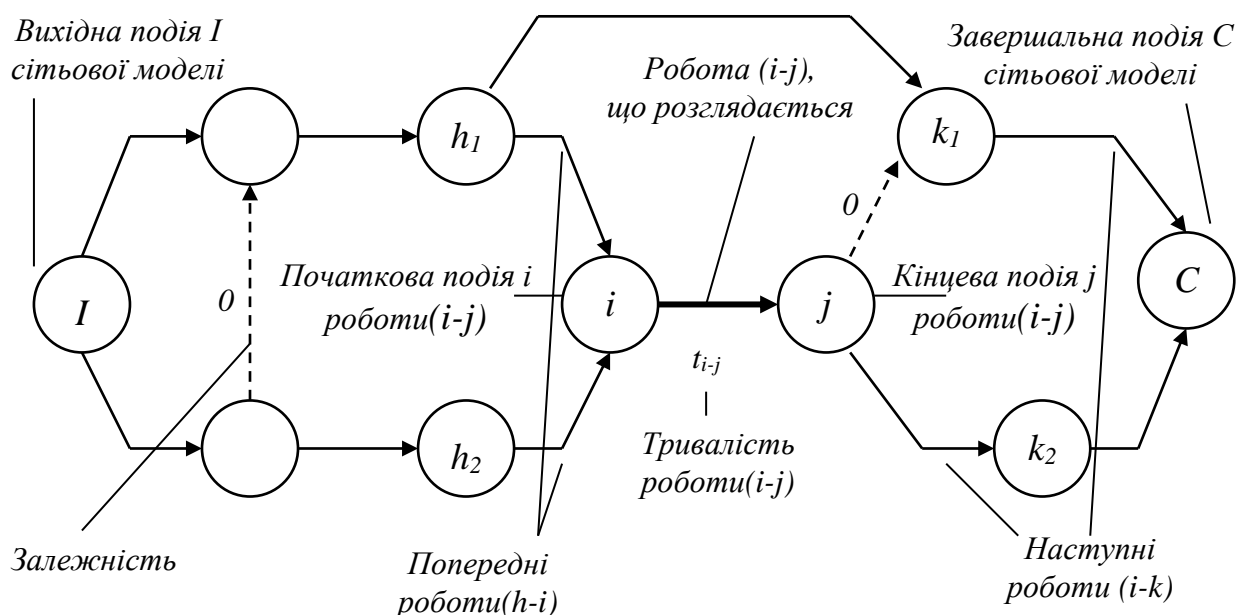 Вихідна подія I
сітьової моделі
Завершальна подія C
сітьової моделі
Робота (i-j),
що розглядається
h1
k1
0
0
Початкова подія i
роботи(i-j)
Кінцева подія j
роботи(i-j)
I
i
j
C
ti-j
Тривалість
роботи(i-j)
h2
k2
Залежність
Попередні
роботи(h-i)
Наступні
роботи (i-k)